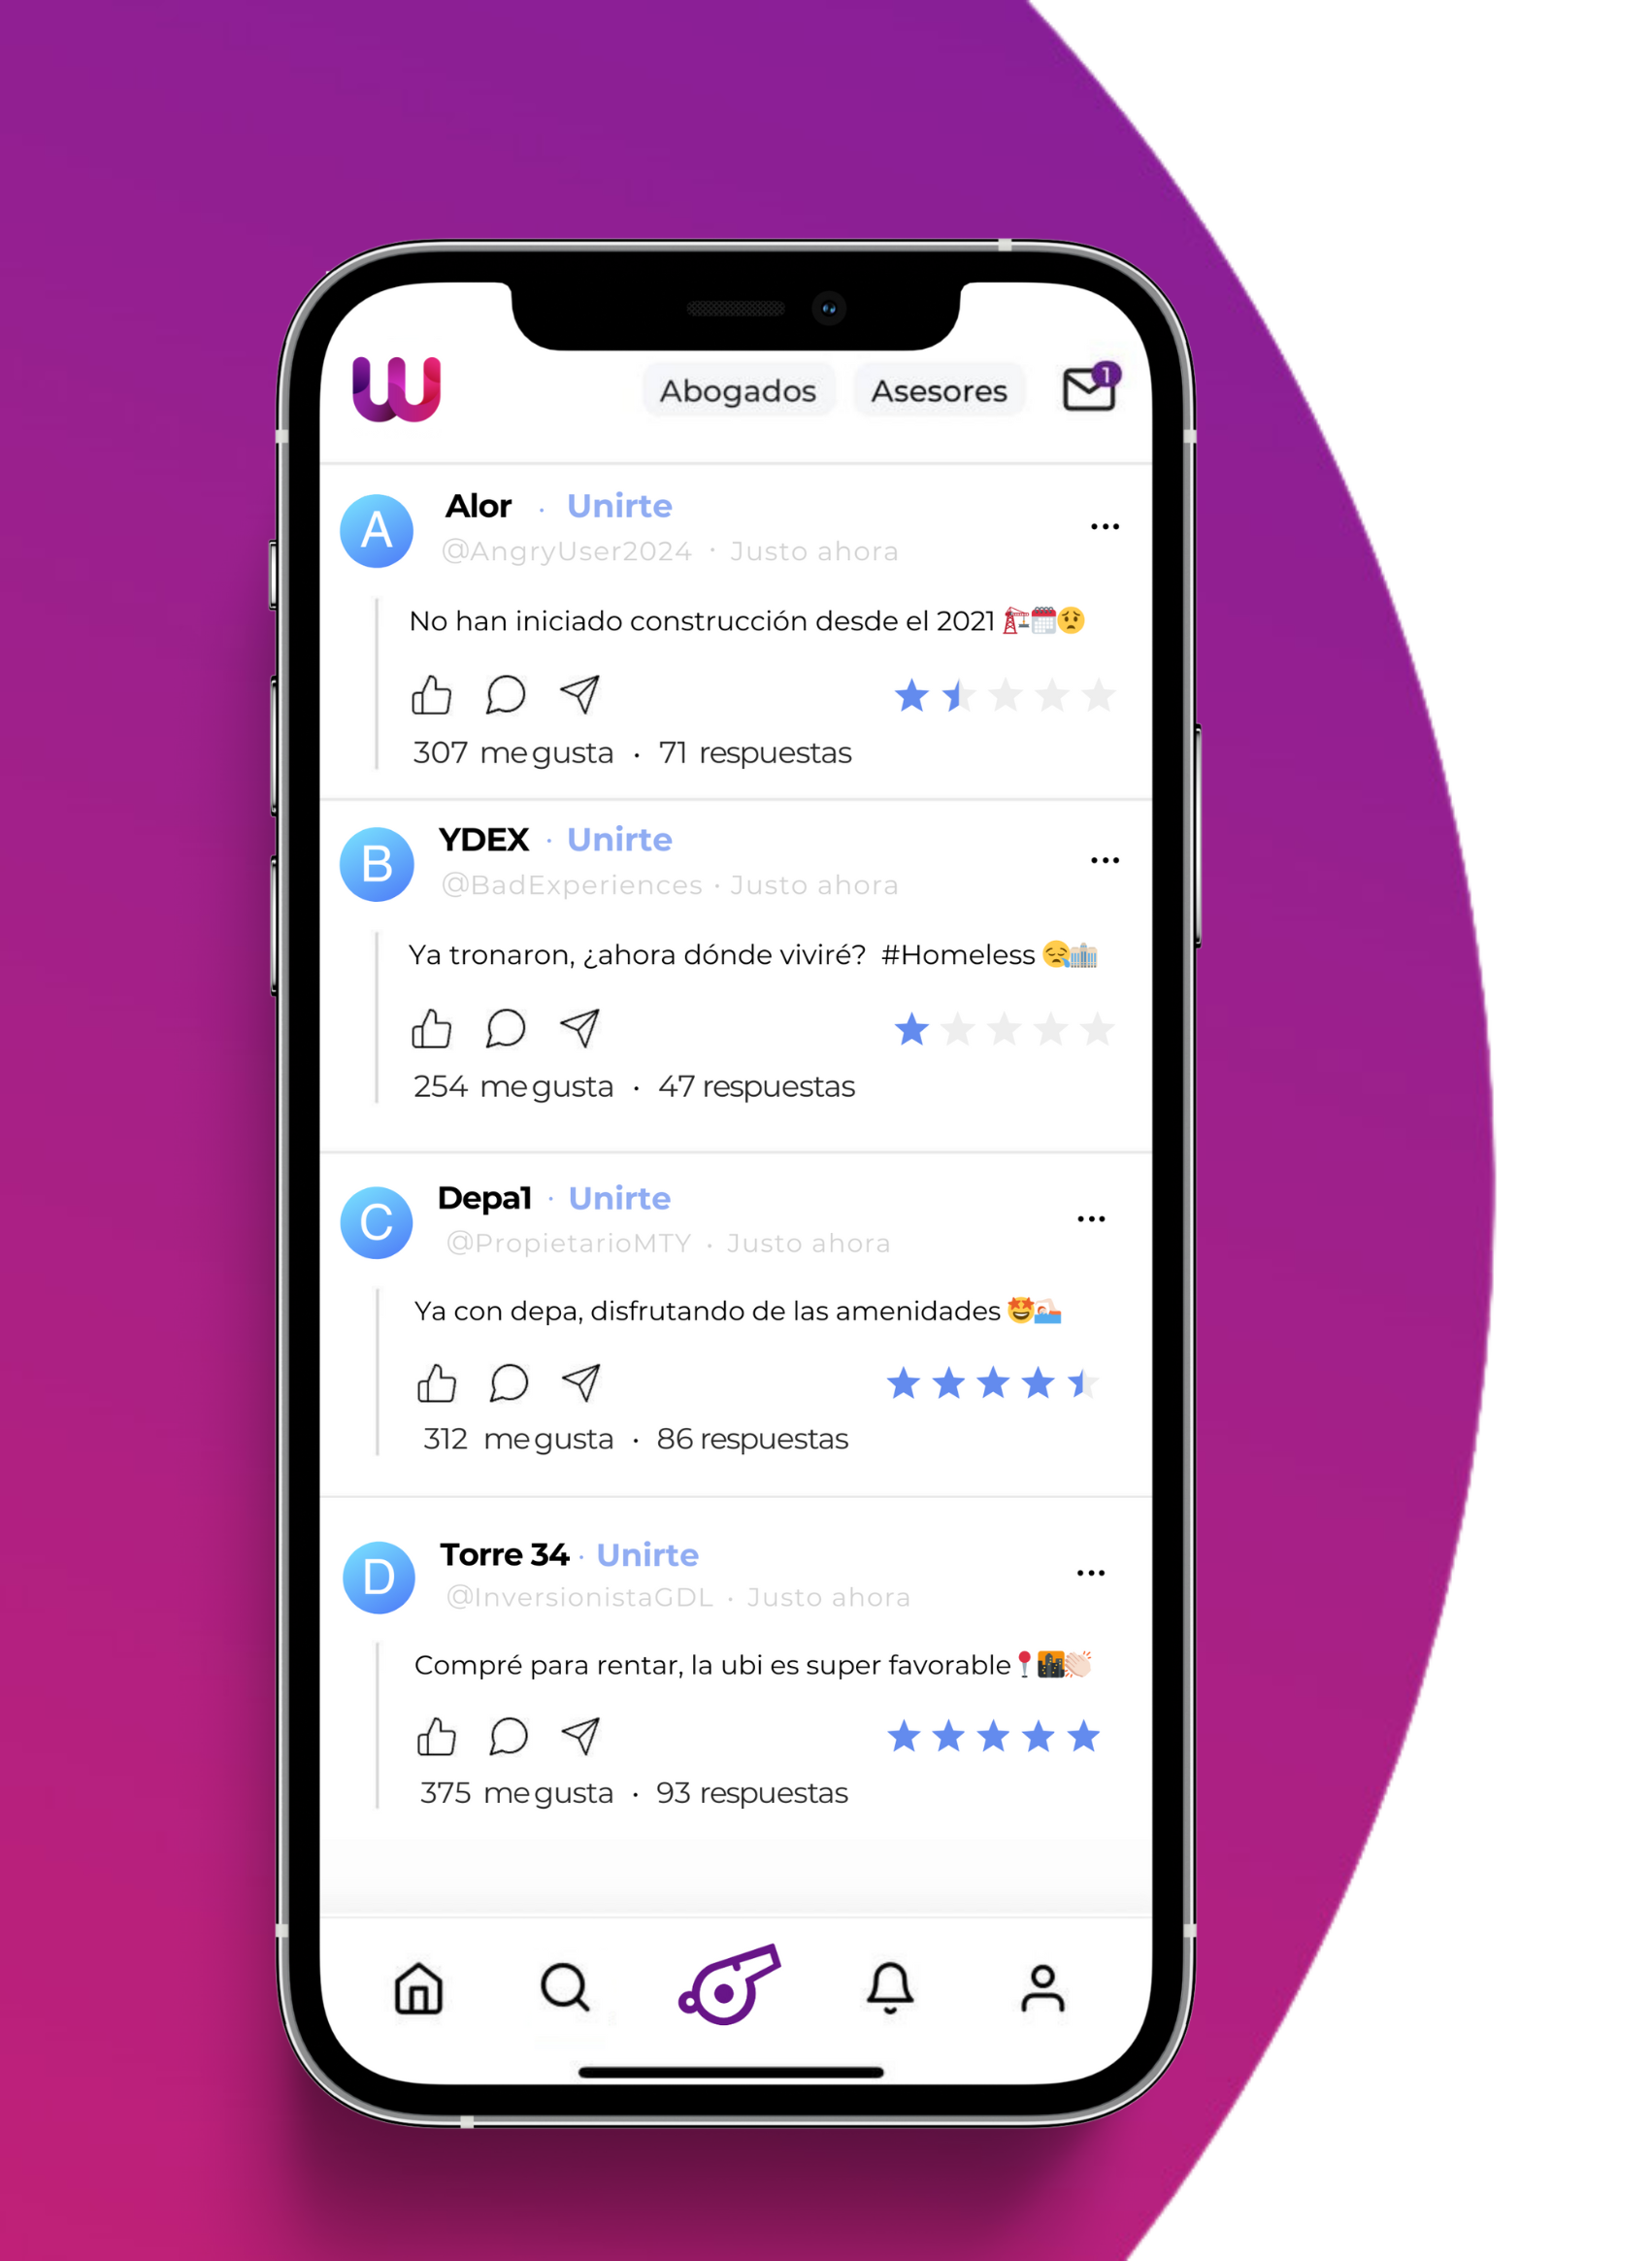 W
Abogados Asesores 1
A Alor · Unirte
@AngryUser2024 · Justo ahora
No han iniciado construcción desde el 2021 🏗️🗓️😟
307 me gusta · 71 respuestas
B YDEX · Unirte
@BadExperiences · Justo ahora
Ya tronaron, ¿ahora dónde viviré? #Homeless 😪🏙️
254 me gusta · 47 respuestas
C Depa1 · Unirte
@PropietarioMTY · Justo ahora
Ya con depa, disfrutando de las amenidades 🤩🏊🏻
312 me gusta · 86 respuestas
D Torre 34 · Unirte
@InversionistaGDL · Justo ahora
Compré para rentar, la ubi es super favorable📍🌆👏🏻
375 me gusta · 93 respuestas